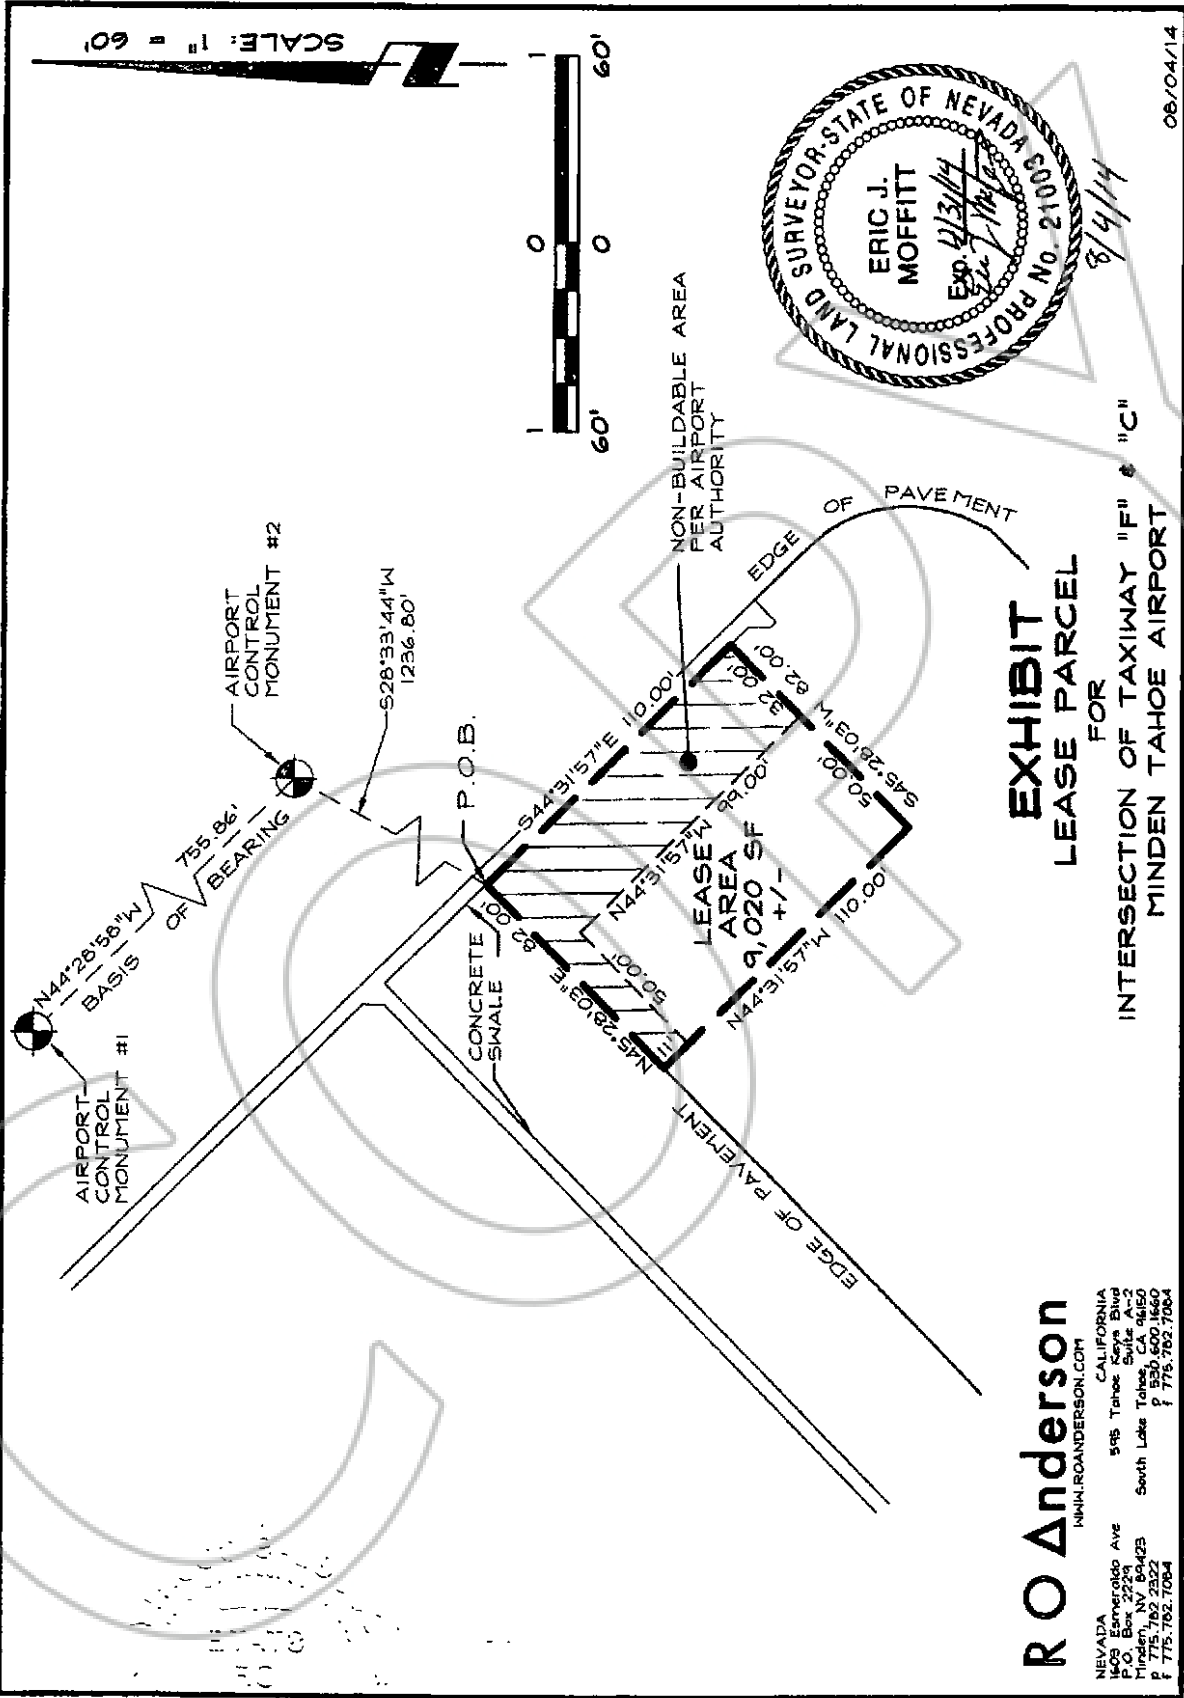 SCALE: 1" = 60'
60'
0
60'
1
0
1
AIRPORT
CONTROL
MONUMENT #1
N44°28'58"W
755.86'
BASIS
OF
BEARING
AIRPORT
CONTROL
MONUMENT #2
S28°33'44"W
1236.80'
P.O.B.
CONCRETE
SWALE
S44°31'57"E
110.00'
NON-BUILDABLE AREA
PER AIRPORT
AUTHORITY
N45°28'03"E
82.00'
50.00'
11'
N44°31'57"W
99.00'
LEASE
AREA
9,020 SF
+/-
32.00'
82.00'
S45°28'03"W
50.00'
N44°31'57"W
110.00'
EDGE OF PAVEMENT
EDGE OF PAVEMENT
PROFESSIONAL LAND SURVEYOR-STATE OF NEVADA
No. 21003
ERIC J.
MOFFITT
Exp. 12/31/14
8/4/14
EXHIBIT
LEASE PARCEL
FOR
INTERSECTION OF TAXIWAY "F" & "C"
MINDEN TAHOE AIRPORT
R O Anderson
WWW.ROANDERSON.COM
NEVADA
1603 Esmeralda Ave
P.O. Box 2229
Minden, NV 89423
p 775.782.2322
f 775.782.7084
CALIFORNIA
595 Tahoe Keys Blvd
Suite A-2
South Lake Tahoe, CA 96150
p 530.600.1660
f 775.782.7084
08/04/14
COPY